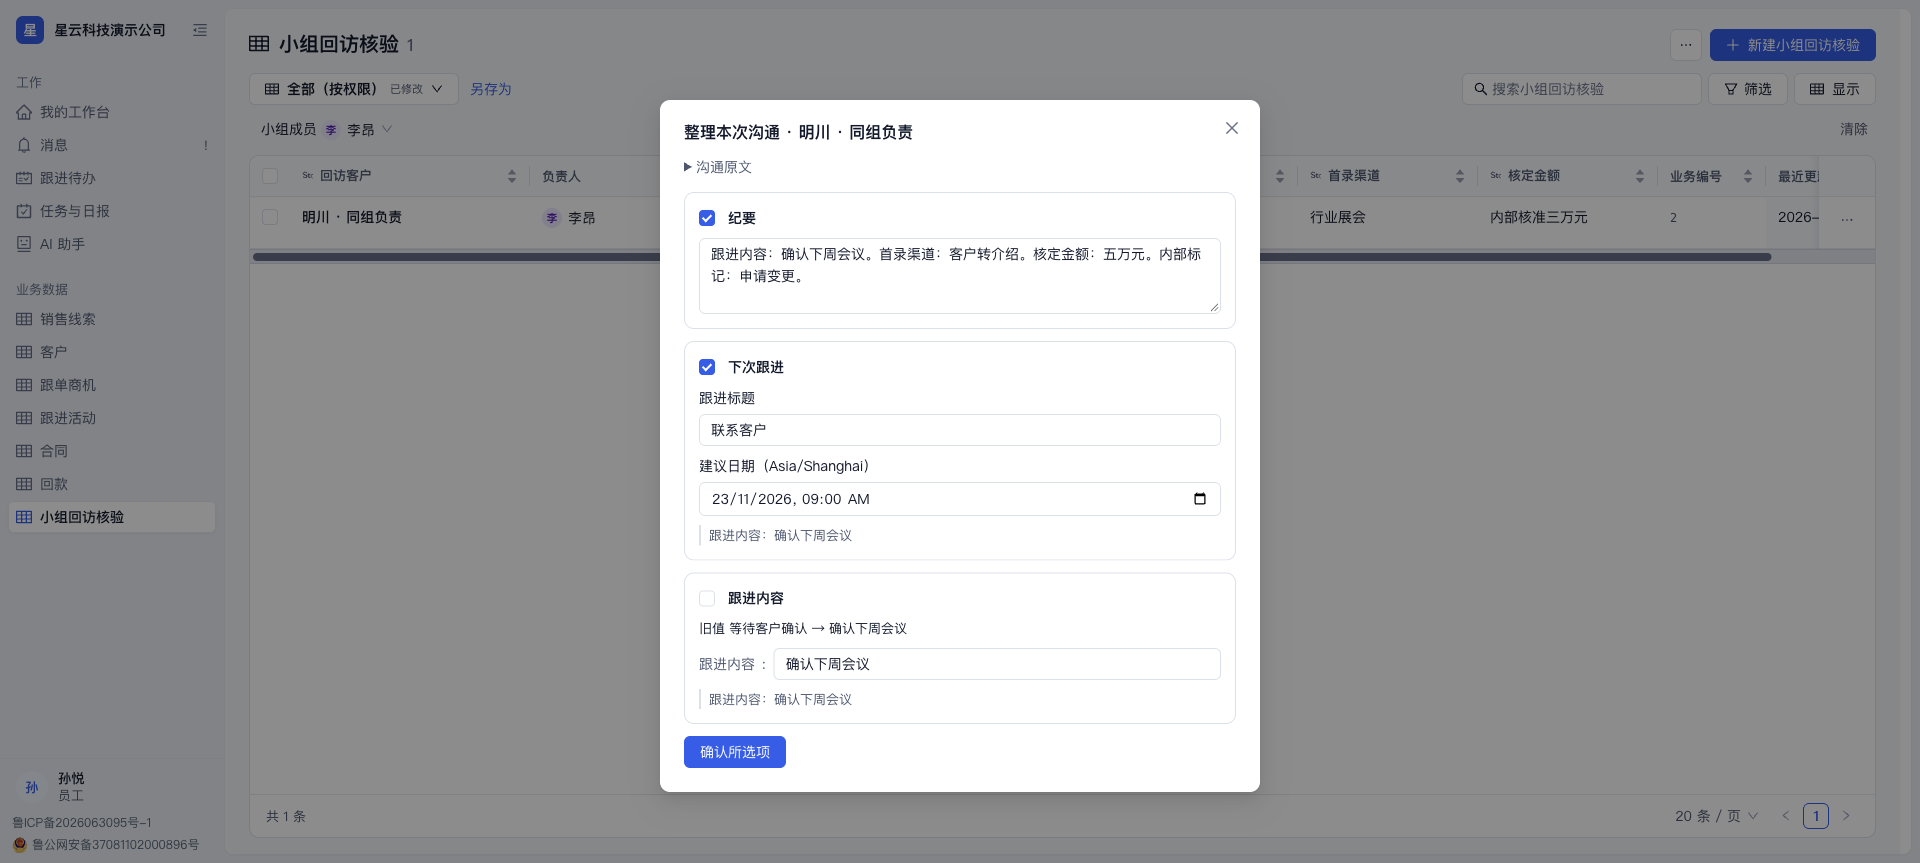 星 星云科技演示公司
工作
我的工作台
消息 !
跟进待办
任务与日报
AI 助手
业务数据
销售线索
客户
跟单商机
跟进活动
合同
回款
小组回访核验
孙 孙悦
员工
鲁ICP备2026063095号-1
鲁公网安备37081102000896号
小组回访核验 1
··· + 新建小组回访核验
全部（按权限） 已修改 另存为
搜索小组回访核验 筛选 显示
小组成员 李 李昂 清除
Str 回访客户 负责人 Str 首录渠道 Str 核定金额 业务编号 最近更
明川 · 同组负责 李 李昂 行业展会 内部核准三万元 2 2026- ···
共 1 条 20 条 / 页 1
整理本次沟通 · 明川 · 同组负责
沟通原文
纪要
跟进内容：确认下周会议。首录渠道：客户转介绍。核定金额：五万元。内部标
记：申请变更。
下次跟进
跟进标题
联系客户
建议日期（Asia/Shanghai）
23/11/2026, 09:00 AM
跟进内容：确认下周会议
跟进内容
旧值 等待客户确认 → 确认下周会议
跟进内容 : 确认下周会议
跟进内容：确认下周会议
确认所选项